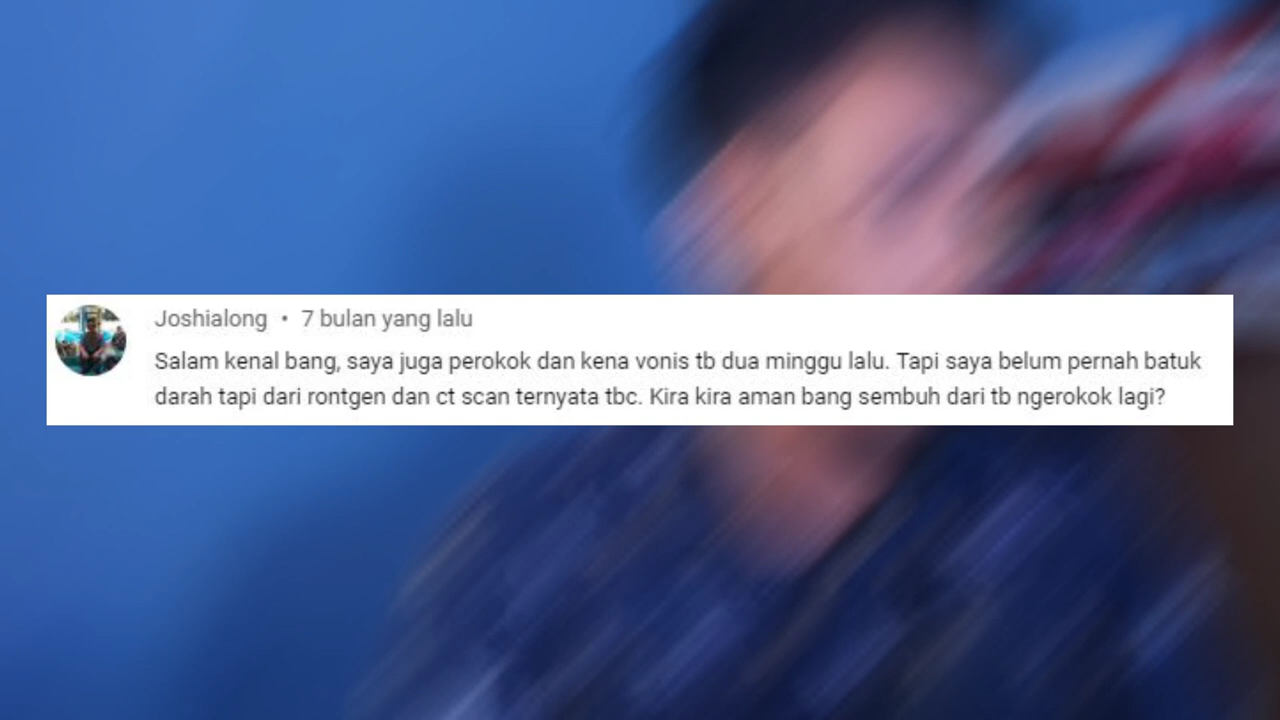 Joshialong • 7 bulan yang lalu
Salam kenal bang, saya juga perokok dan kena vonis tb dua minggu lalu. Tapi saya belum pernah batuk
darah tapi dari rontgen dan ct scan ternyata tbc. Kira kira aman bang sembuh dari tb ngerokok lagi?